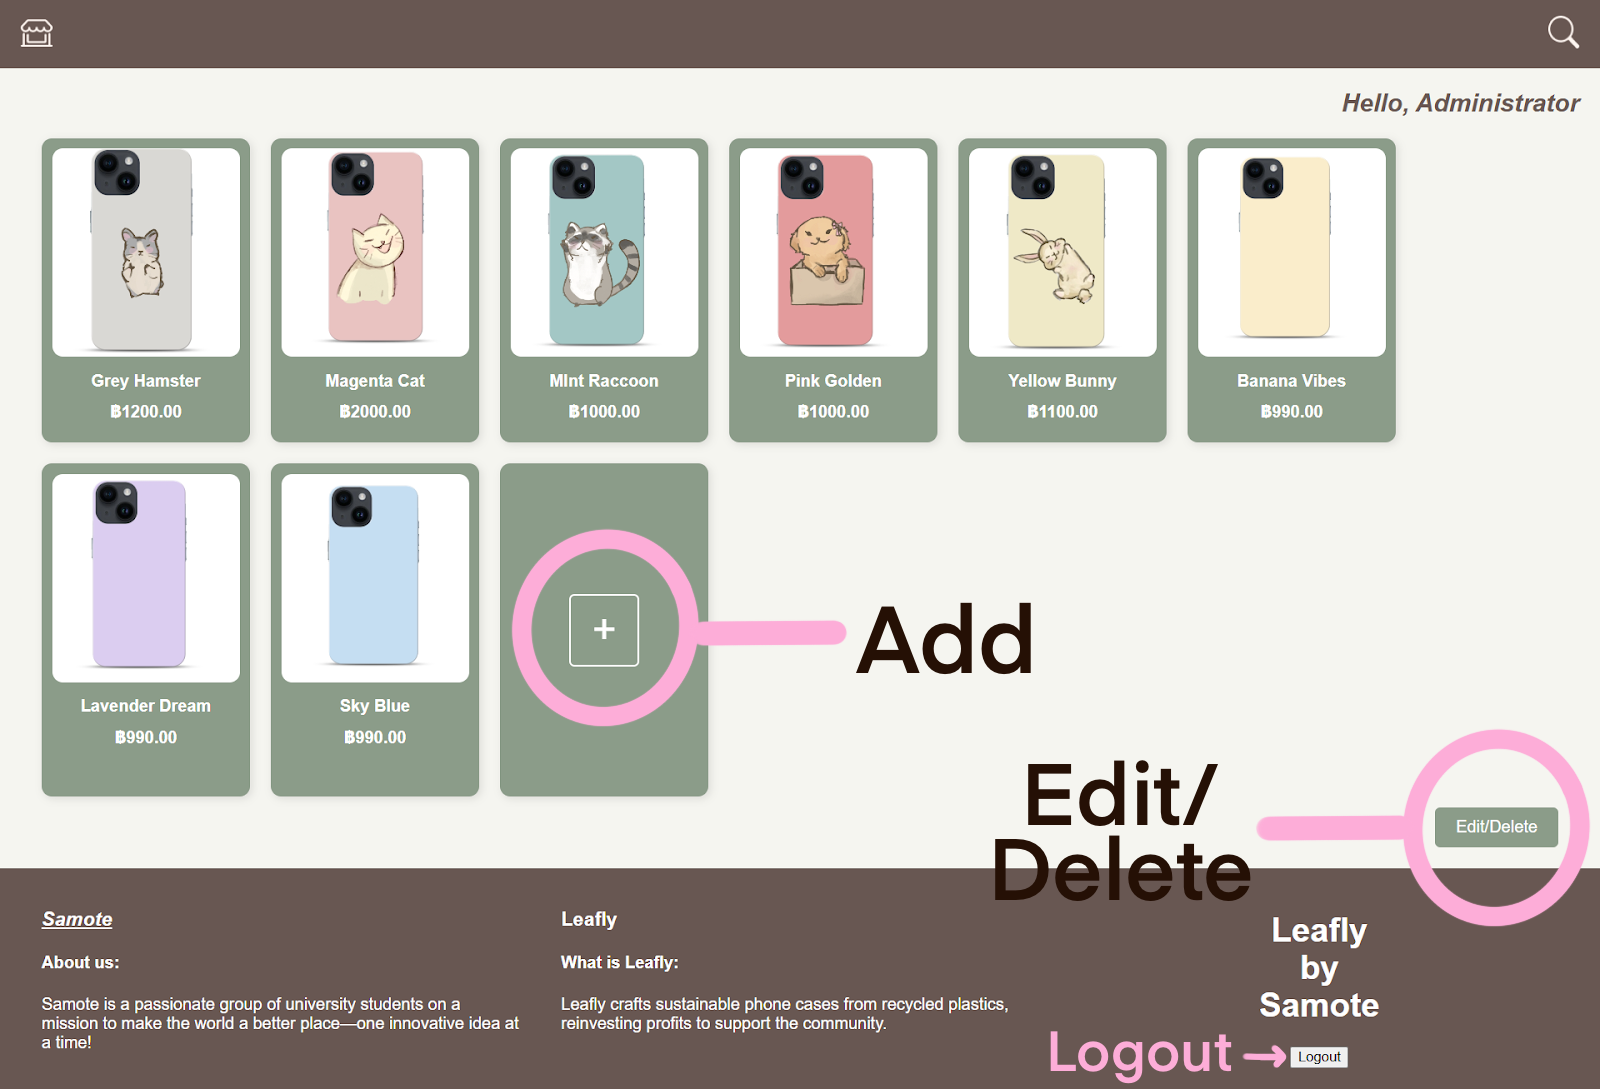 Hello, Administrator
Grey Hamster
฿1200.00
Magenta Cat
฿2000.00
MInt Raccoon
฿1000.00
Pink Golden
฿1000.00
Yellow Bunny
฿1100.00
Banana Vibes
฿990.00
Lavender Dream
฿990.00
Sky Blue
฿990.00
+
Add
Edit/
Delete
Edit/Delete
Samote
About us:
Samote is a passionate group of university students on a
mission to make the world a better place—one innovative idea at
a time!
Leafly
What is Leafly:
Leafly crafts sustainable phone cases from recycled plastics,
reinvesting profits to support the community.
Leafly
by
Samote
Logout
Logout